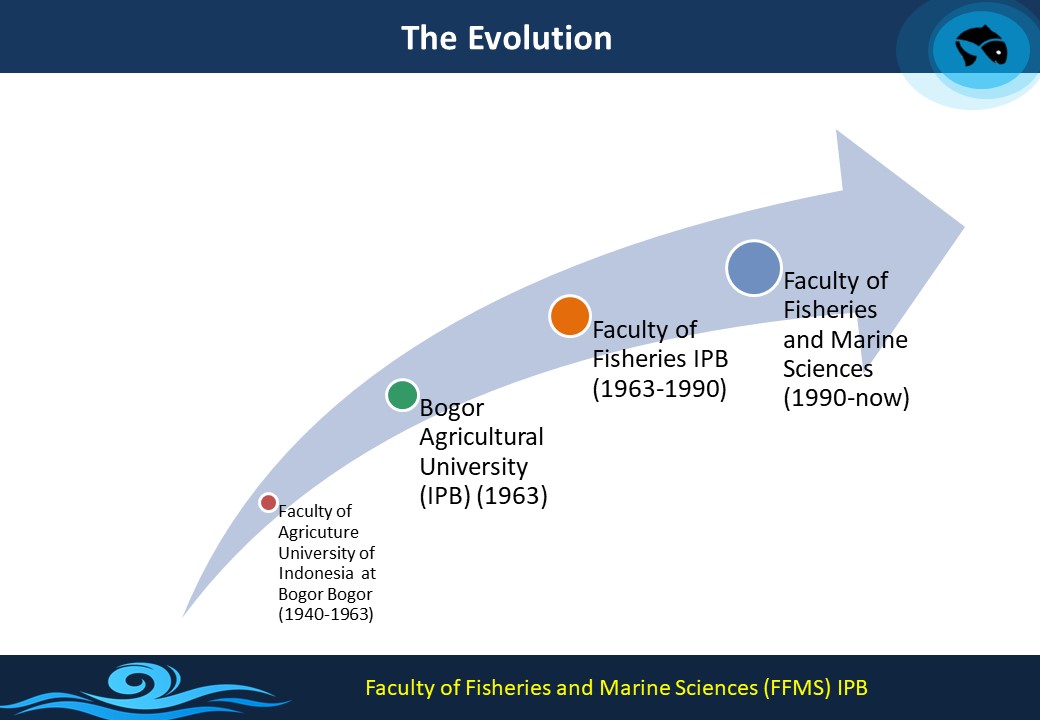 The Evolution
Faculty of
Agricuture
University of
Indonesia at
Bogor Bogor
(1940-1963)
Bogor
Agricultural
University
(IPB) (1963)
Faculty of
Fisheries IPB
(1963-1990)
Faculty of
Fisheries
and Marine
Sciences
(1990-now)
Faculty of Fisheries and Marine Sciences (FFMS) IPB